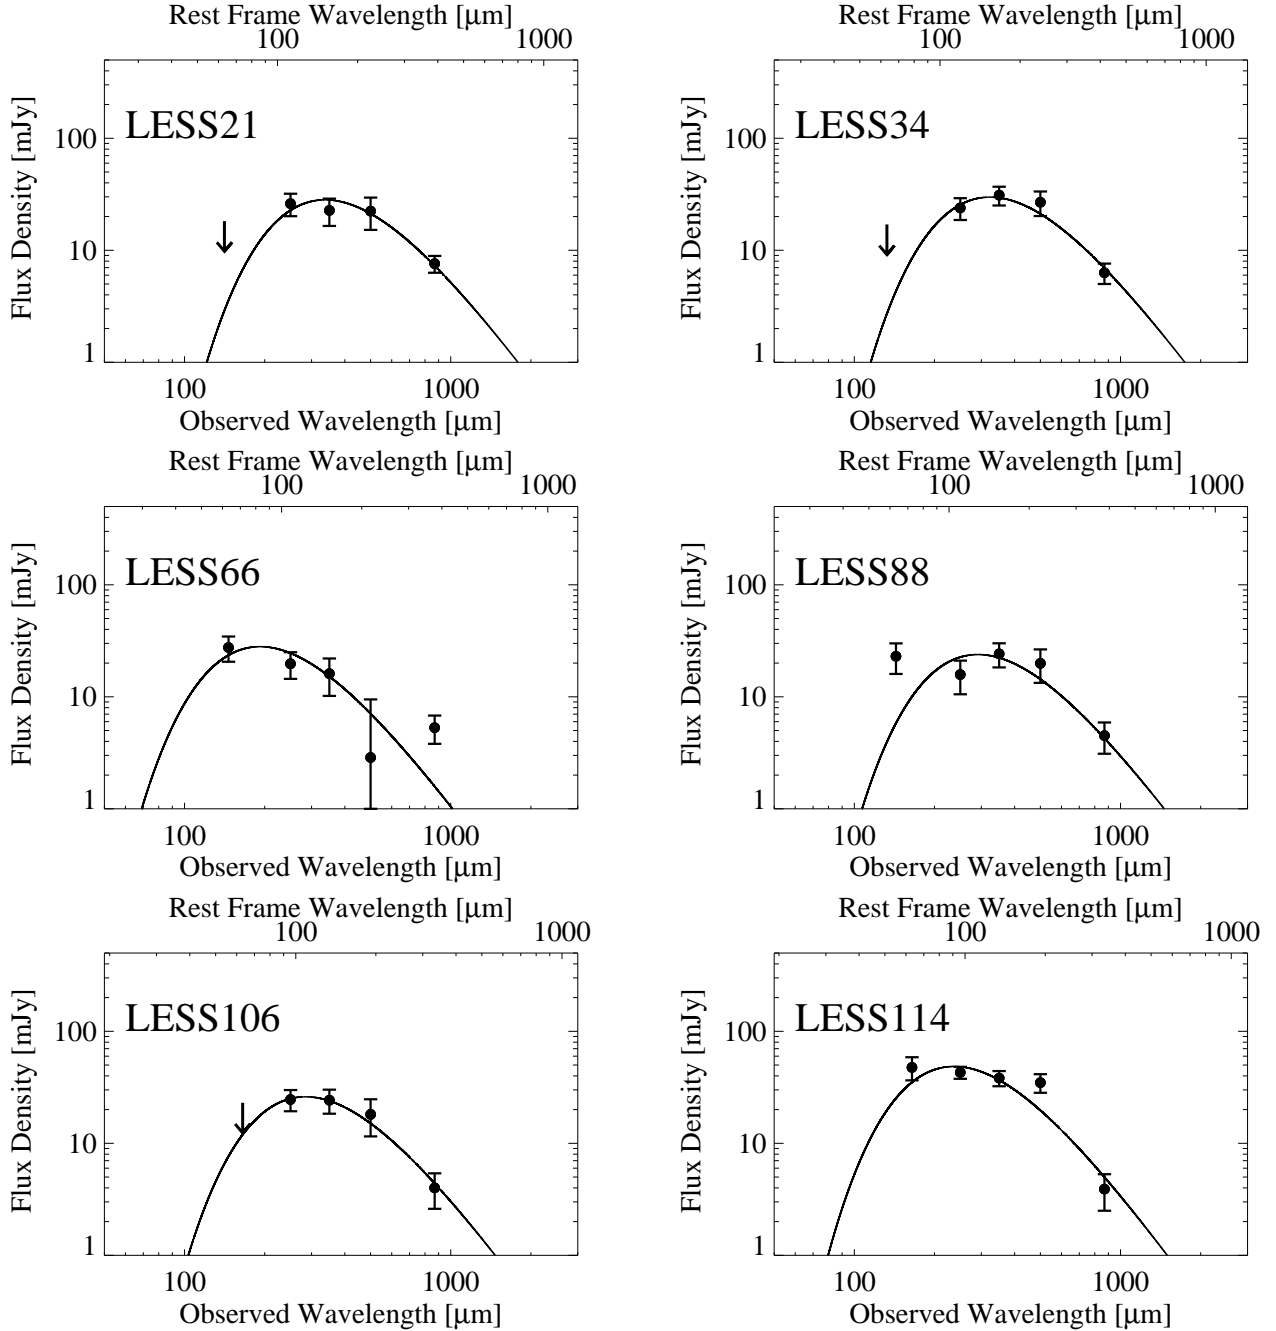 Rest Frame Wavelength [μm]
100 1000
Flux Density [mJy]
100
10
1
LESS21
100 1000
Observed Wavelength [μm]
Rest Frame Wavelength [μm]
100 1000
Flux Density [mJy]
100
10
1
LESS34
100 1000
Observed Wavelength [μm]
Rest Frame Wavelength [μm]
100 1000
Flux Density [mJy]
100
10
1
LESS66
100 1000
Observed Wavelength [μm]
Rest Frame Wavelength [μm]
100 1000
Flux Density [mJy]
100
10
1
LESS88
100 1000
Observed Wavelength [μm]
Rest Frame Wavelength [μm]
100 1000
Flux Density [mJy]
100
10
1
LESS106
100 1000
Observed Wavelength [μm]
Rest Frame Wavelength [μm]
100 1000
Flux Density [mJy]
100
10
1
LESS114
100 1000
Observed Wavelength [μm]